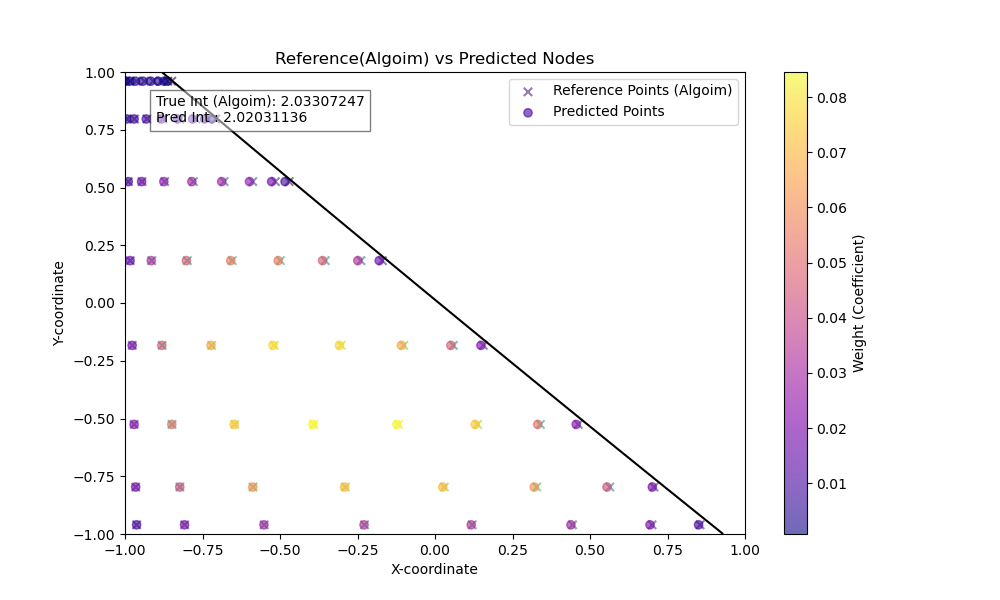 Reference(Algoim) vs Predicted Nodes
True Int (Algoim): 2.03307247
Pred Int : 2.02031136
Reference Points (Algoim)
Predicted Points
1.00
0.75
0.50
0.25
0.00
−0.25
−0.50
−0.75
−1.00
Y-coordinate
−1.00 −0.75 −0.50 −0.25 0.00 0.25 0.50 0.75 1.00
X-coordinate
0.08
0.07
0.06
0.05
0.04
0.03
0.02
0.01
Weight (Coefficient)